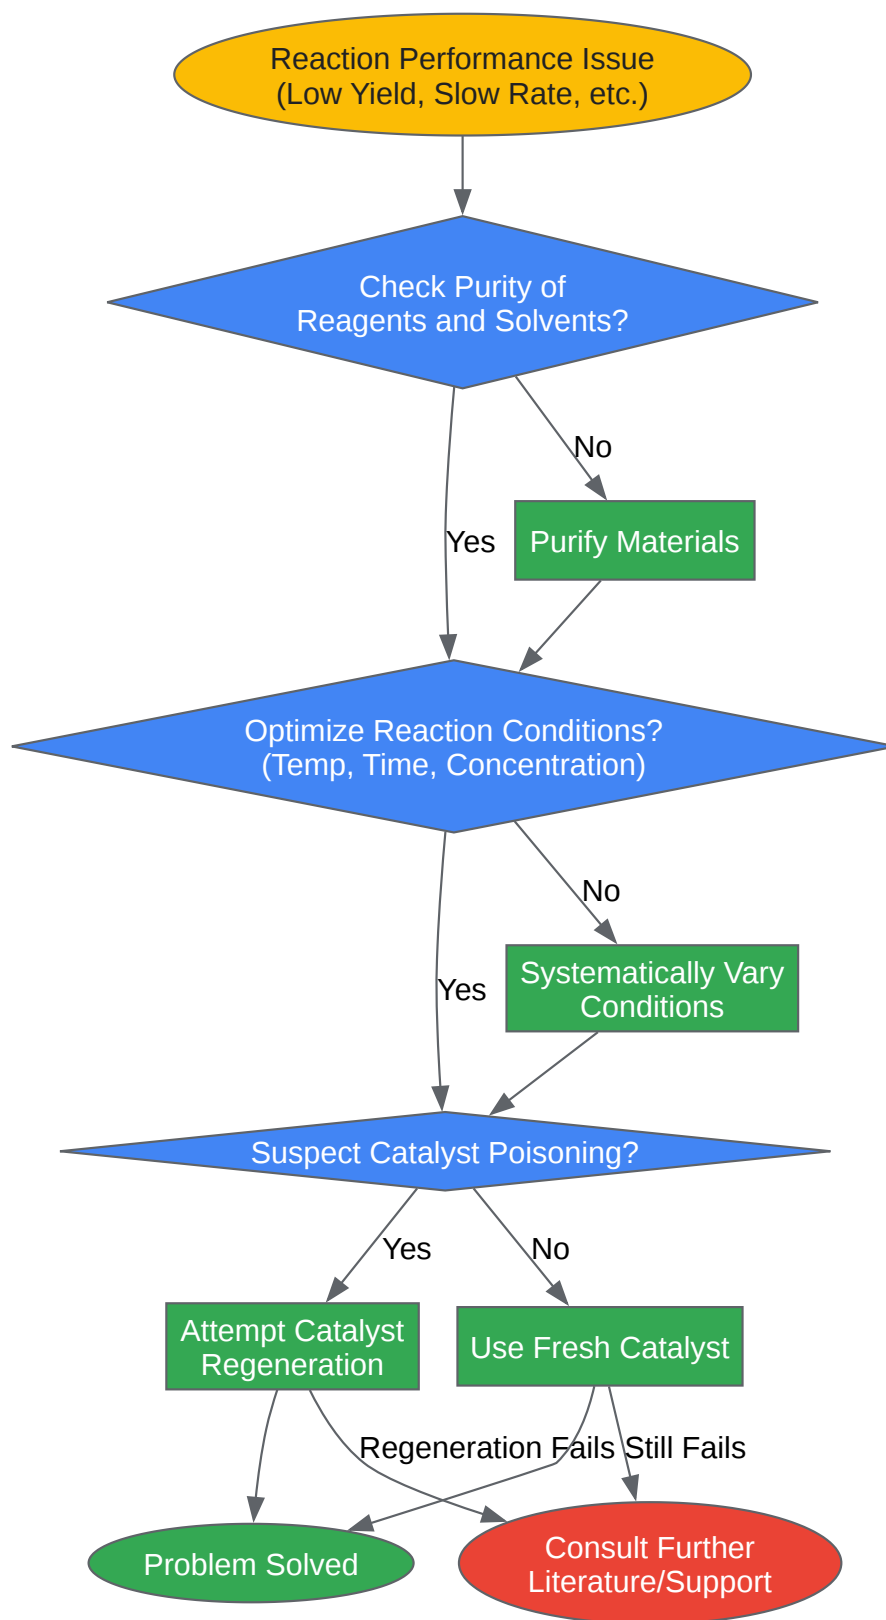 Reaction Performance Issue
(Low Yield, Slow Rate, etc.)
Check Purity of
Reagents and Solvents?
No
Yes
Purify Materials
Optimize Reaction Conditions?
(Temp, Time, Concentration)
No
Yes
Systematically Vary
Conditions
Suspect Catalyst Poisoning?
Yes
No
Attempt Catalyst
Regeneration
Use Fresh Catalyst
Regeneration Fails
Still Fails
Problem Solved
Consult Further
Literature/Support